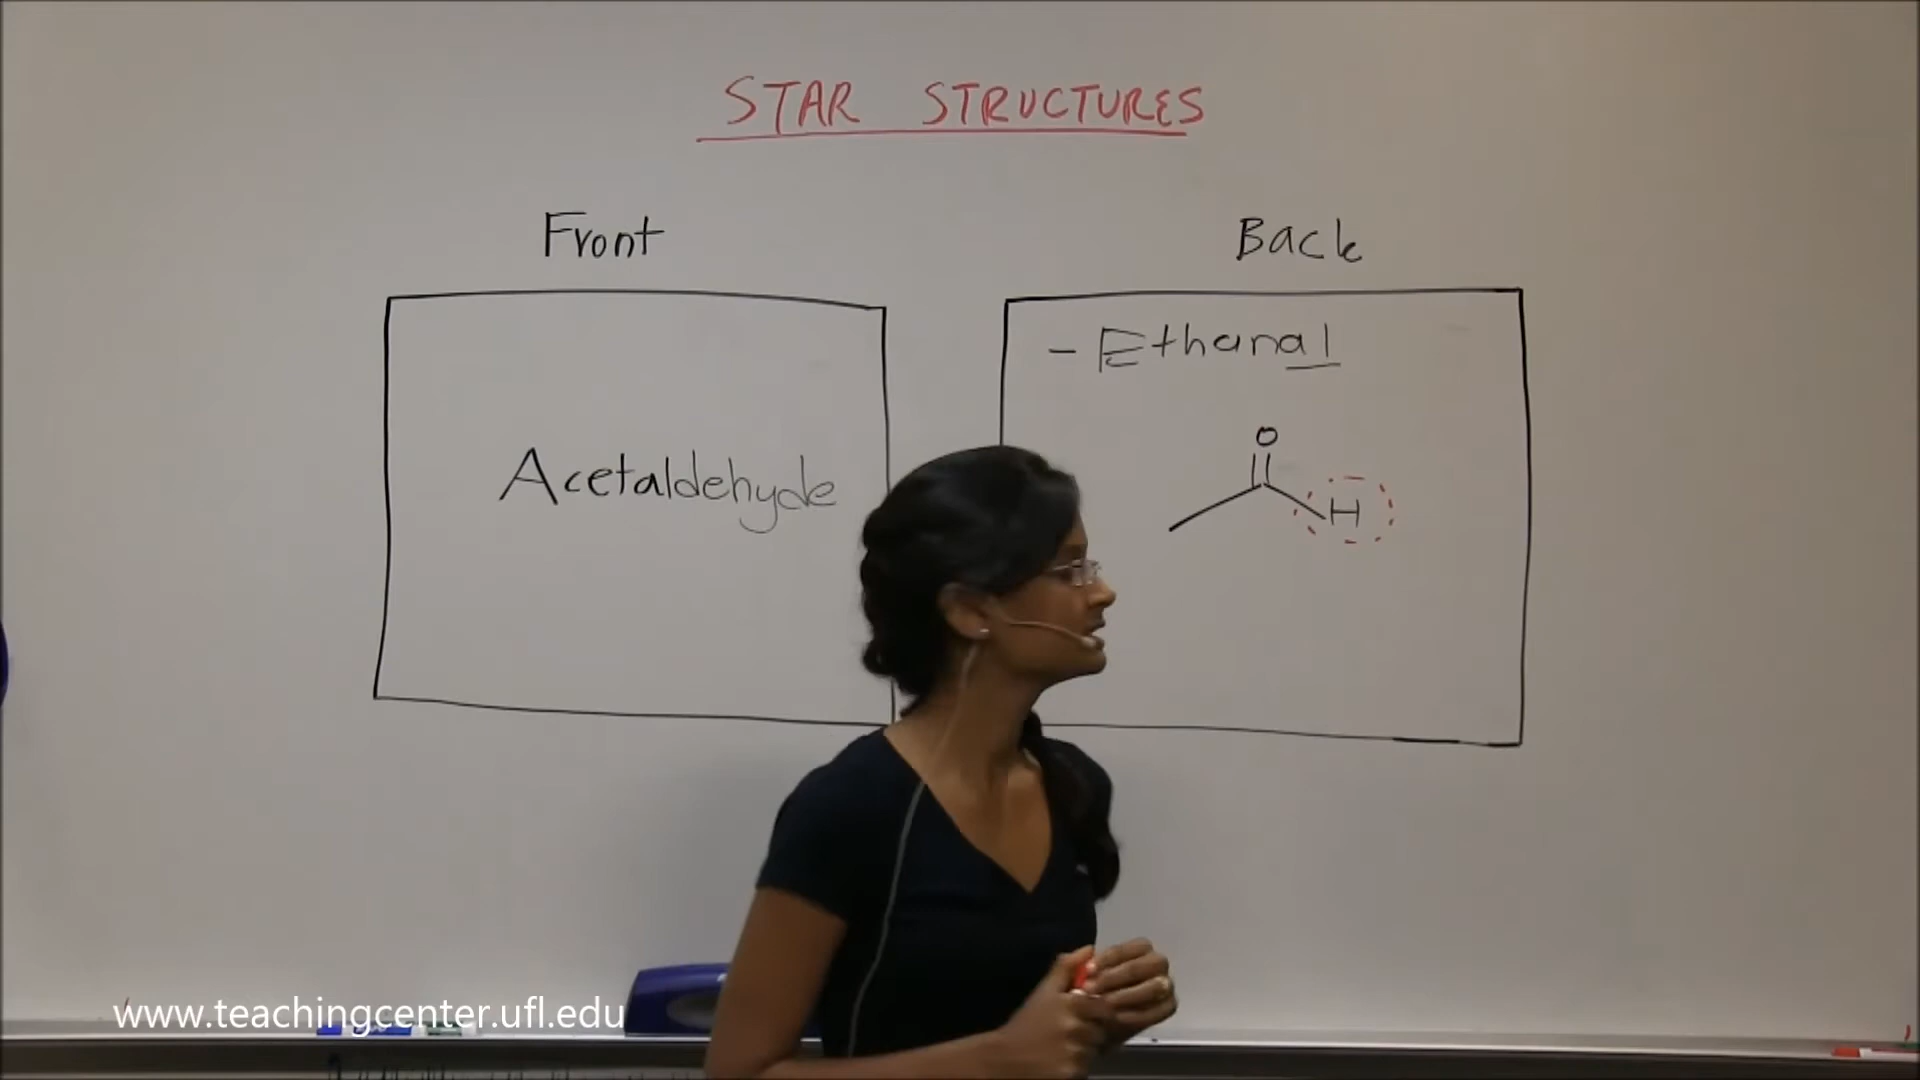 STAR STRUCTURES
Front
Back
Acetaldehyde
- Ethanal
O
H
www.teachingcenter.ufl.edu